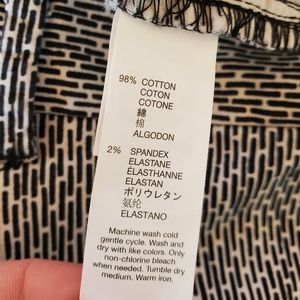 98% COTTON
COTON
COTONE
綿
棉
ALGODON
2% SPANDEX
ELASTANE
ÉLASTHANNE
ELASTAN
ポリウレタン
氨纶
ELASTANO
Machine wash cold
gentle cycle. Wash and
dry with like colors. Only
non-chlorine bleach
when needed. Tumble dry
medium. Warm iron.